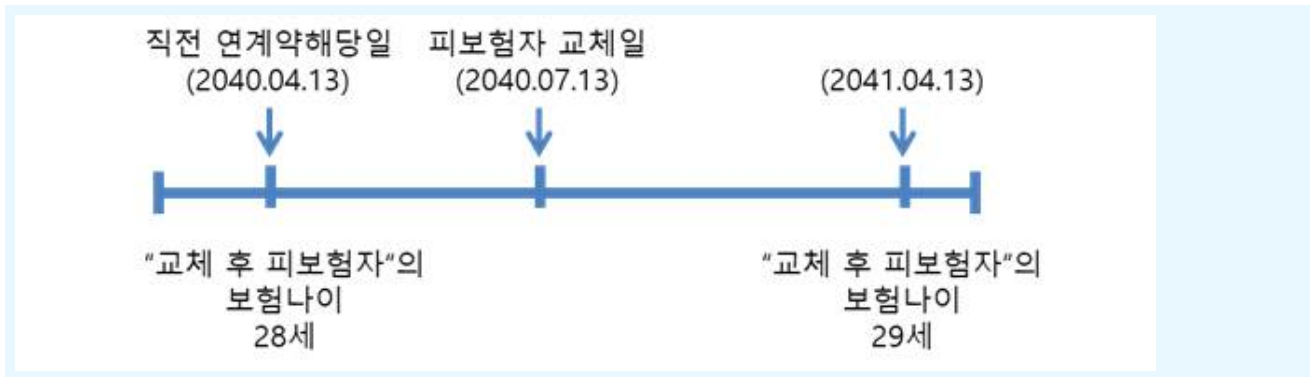 직전 연계약해당일 피보험자 교체일
(2040.04.13) (2040.07.13) (2041.04.13)
"교체 후 피보험자"의 "교체 후 피보험자"의
보험나이 보험나이
28세 29세